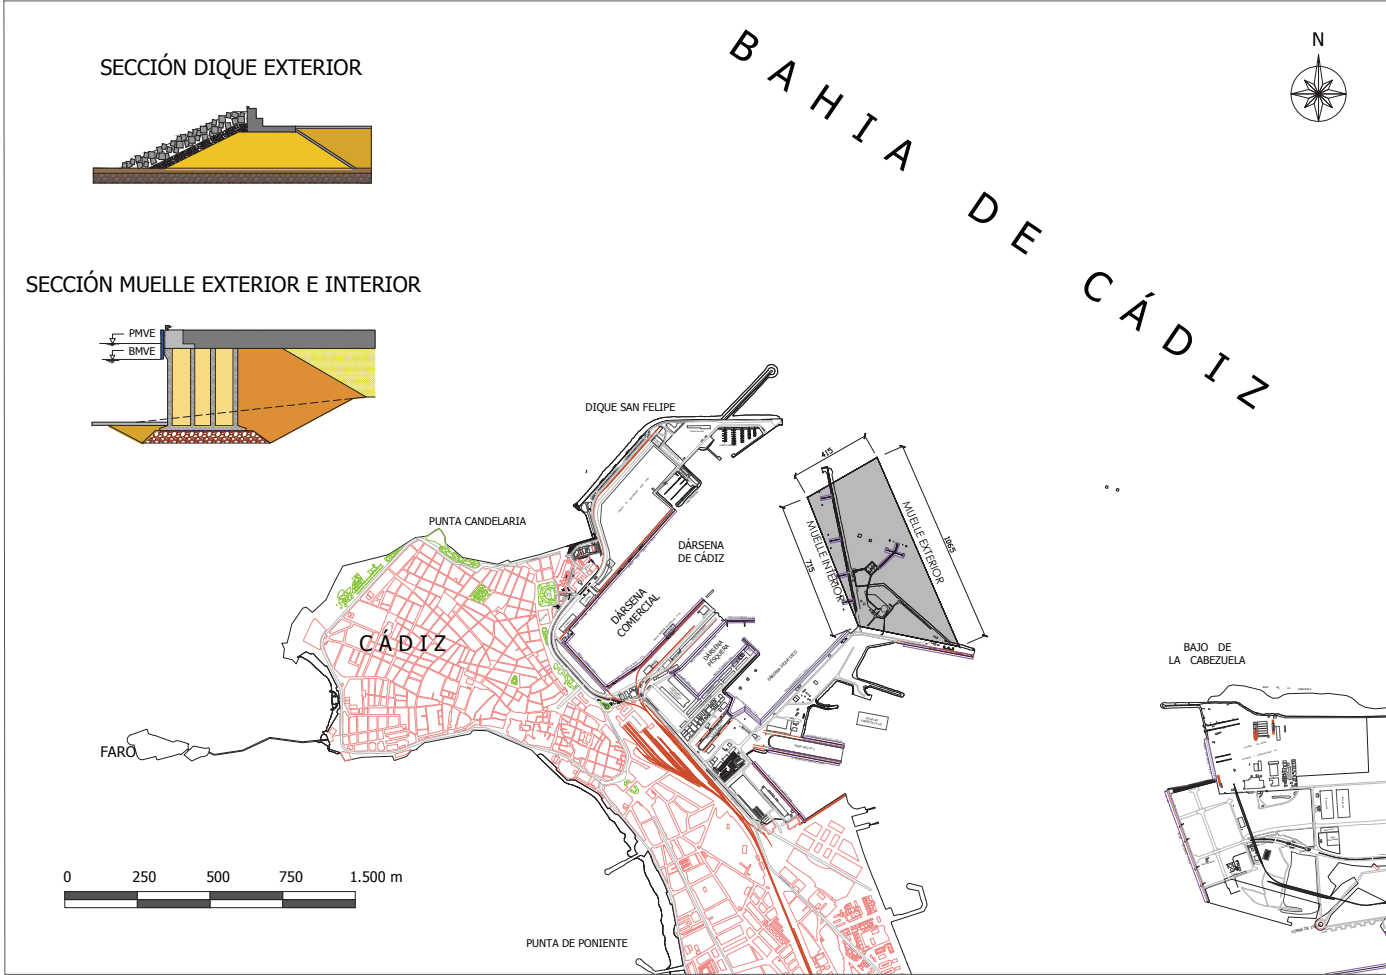 SECCIÓN DIQUE EXTERIOR
BAHIA DE CÁDIZ
N
SECCIÓN MUELLE EXTERIOR E INTERIOR
PMVE
BMVE
DIQUE SAN FELIPE
415
MUELLE EXTERIOR
1065
MUELLE INTERIOR
715
PUNTA CANDELARIA
DÁRSENA
DE CÁDIZ
DÁRSENA
COMERCIAL
DÁRSENA
PESQUERA
CÁDIZ
BAJO DE
LA CABEZUELA
FARO
0 250 500 750 1.500 m
PUNTA DE PONIENTE